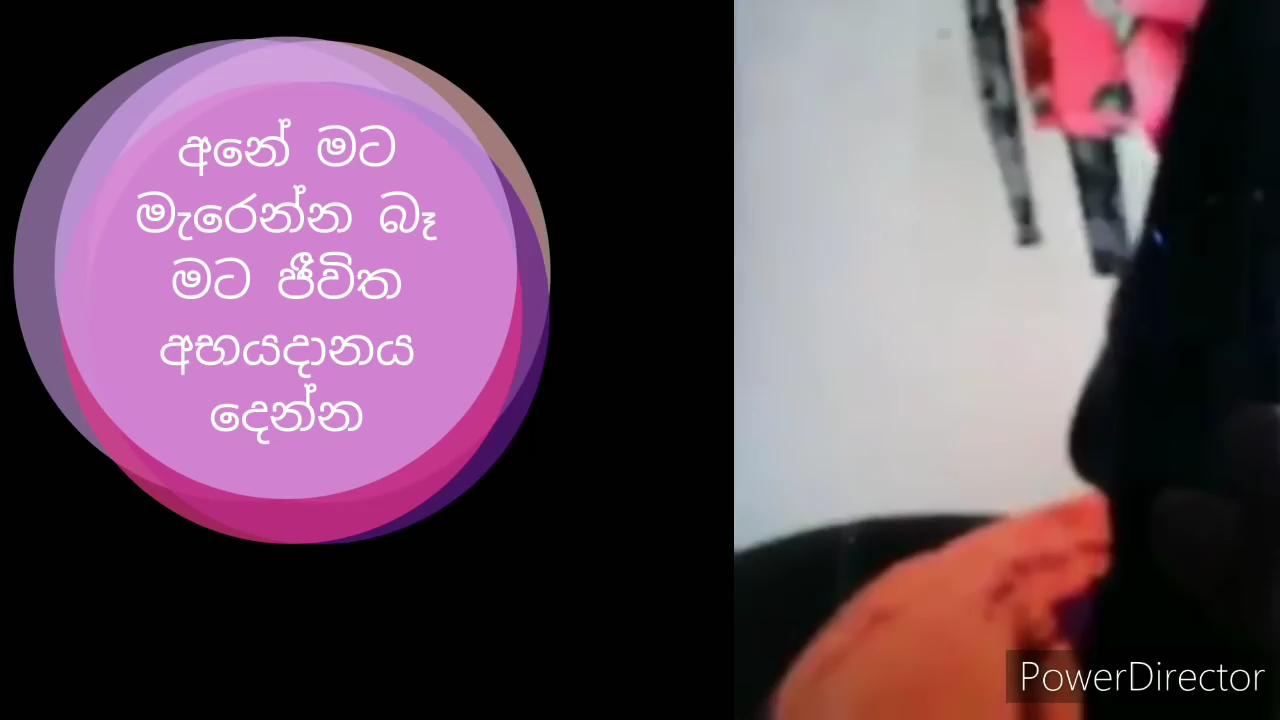 අනේ මට
මැරෙන්න බෑ
මට ජීවිත
අභයදානය
දෙන්න
PowerDirector